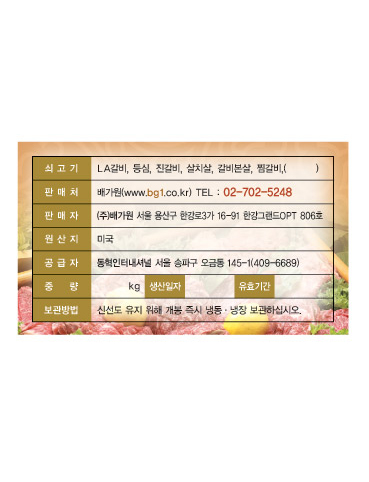 쇠 고 기 LA갈비, 등심, 진갈비, 살치살, 갈비본살, 찜갈비,( )
판 매 처 배가원(www.bg1.co.kr) TEL : 02-702-5248
판 매 자 (주)배가원 서울 용산구 한강로3가 16-91 한강그랜드OPT 806호
원 산 지 미국
공 급 자 동혁인터내셔널 서울 송파구 오금동 145-1(409-6689)
중 량 kg 생산일자 유효기간
보관방법 신선도 유지 위해 개봉 즉시 냉동·냉장 보관하십시오.